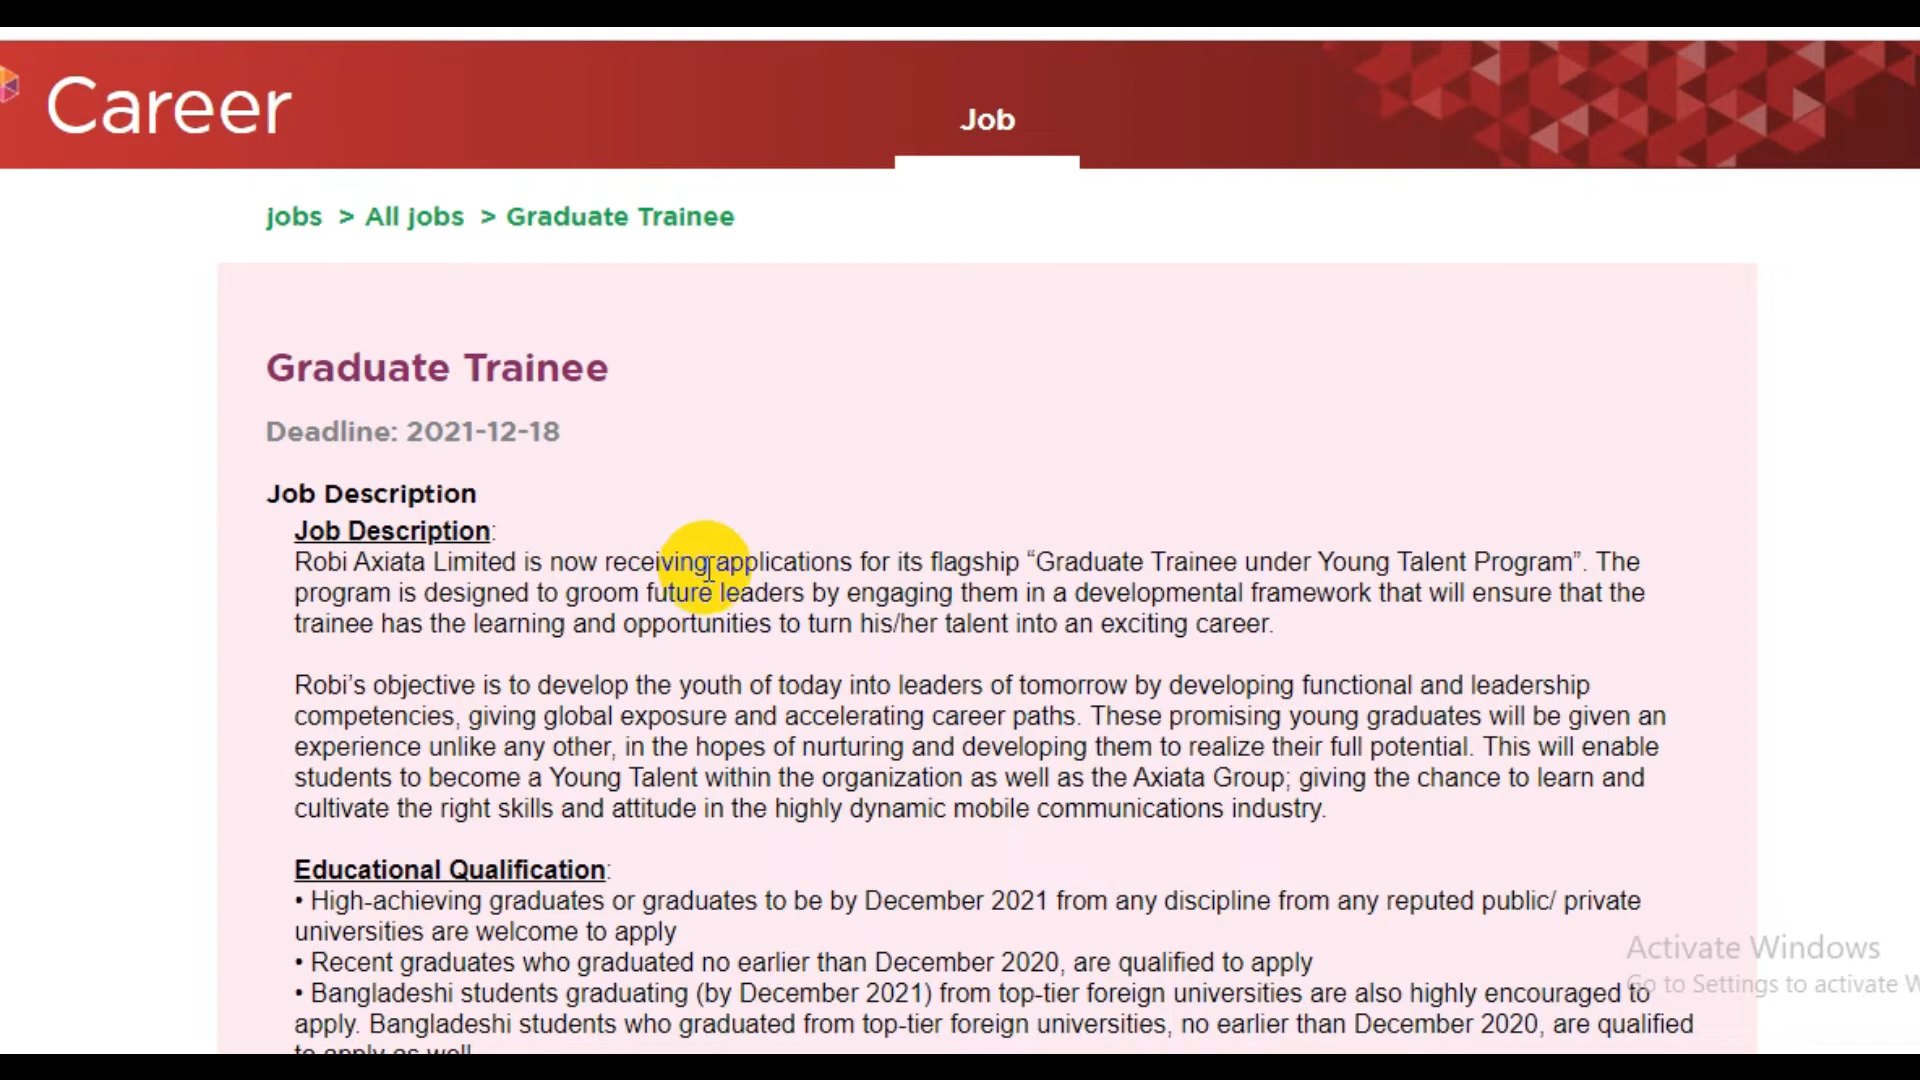 Career
Job
jobs > All jobs > Graduate Trainee
Graduate Trainee
Deadline: 2021-12-18
Job Description
Job Description:
Robi Axiata Limited is now receiving applications for its flagship “Graduate Trainee under Young Talent Program”. The
program is designed to groom future leaders by engaging them in a developmental framework that will ensure that the
trainee has the learning and opportunities to turn his/her talent into an exciting career.
Robi’s objective is to develop the youth of today into leaders of tomorrow by developing functional and leadership
competencies, giving global exposure and accelerating career paths. These promising young graduates will be given an
experience unlike any other, in the hopes of nurturing and developing them to realize their full potential. This will enable
students to become a Young Talent within the organization as well as the Axiata Group; giving the chance to learn and
cultivate the right skills and attitude in the highly dynamic mobile communications industry.
Educational Qualification:
• High-achieving graduates or graduates to be by December 2021 from any discipline from any reputed public/ private
universities are welcome to apply
• Recent graduates who graduated no earlier than December 2020, are qualified to apply
• Bangladeshi students graduating (by December 2021) from top-tier foreign universities are also highly encouraged to
apply. Bangladeshi students who graduated from top-tier foreign universities, no earlier than December 2020, are qualified
to apply as well
Activate Windows
Go to Settings to activate W